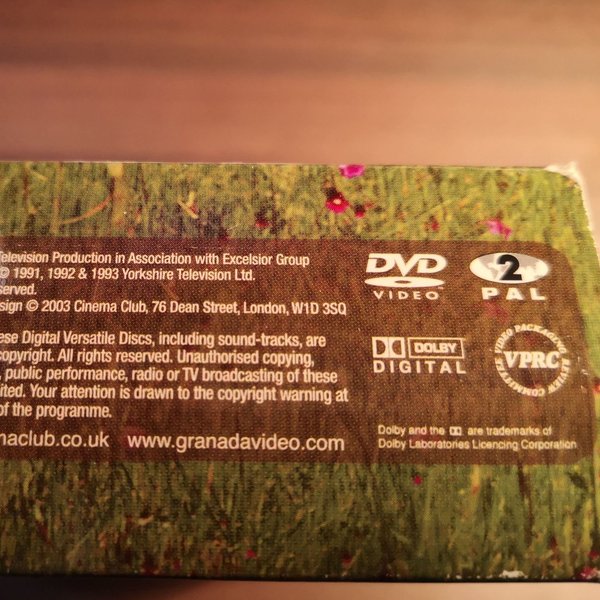 Television Production in Association with Excelsior Group
© 1991, 1992 & 1993 Yorkshire Television Ltd.
served.
sign © 2003 Cinema Club, 76 Dean Street, London, W1D 3SQ
ese Digital Versatile Discs, including sound-tracks, are
copyright. All rights reserved. Unauthorised copying,
, public performance, radio or TV broadcasting of these
ited. Your attention is drawn to the copyright warning at
of the programme.
naclub.co.uk www.granadavideo.com
DVD
VIDEO
2
PAL
DOLBY
DIGITAL
VIDEO PACKAGING REVIEW COMMITTEE
VPRC
Dolby and the are trademarks of
Dolby Laboratories Licencing Corporation